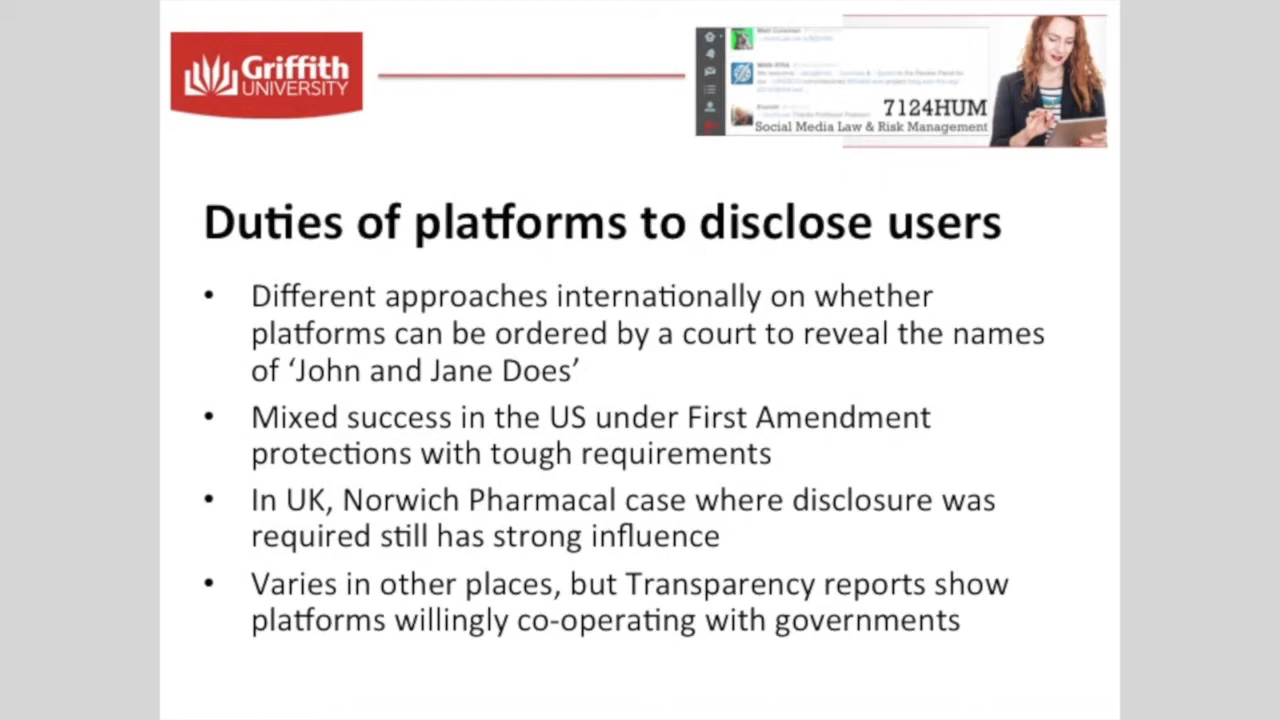 Griffith
UNIVERSITY
7124HUM
Social Media Law & Risk Management
Duties of platforms to disclose users
• Different approaches internationally on whether
platforms can be ordered by a court to reveal the names
of ‘John and Jane Does’
• Mixed success in the US under First Amendment
protections with tough requirements
• In UK, Norwich Pharmacal case where disclosure was
required still has strong influence
• Varies in other places, but Transparency reports show
platforms willingly co-operating with governments